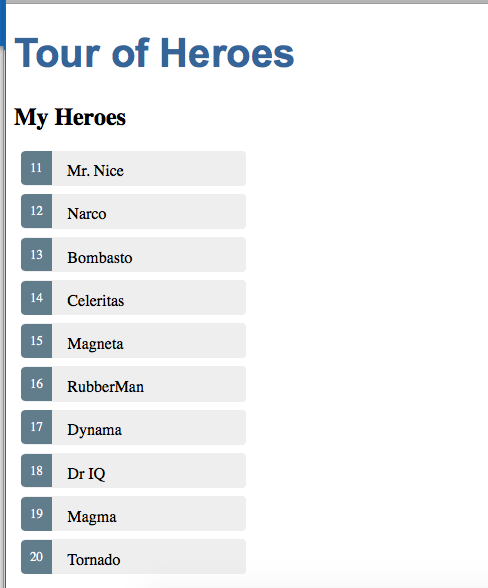 Tour of Heroes
My Heroes
11 Mr. Nice
12 Narco
13 Bombasto
14 Celeritas
15 Magneta
16 RubberMan
17 Dynama
18 Dr IQ
19 Magma
20 Tornado